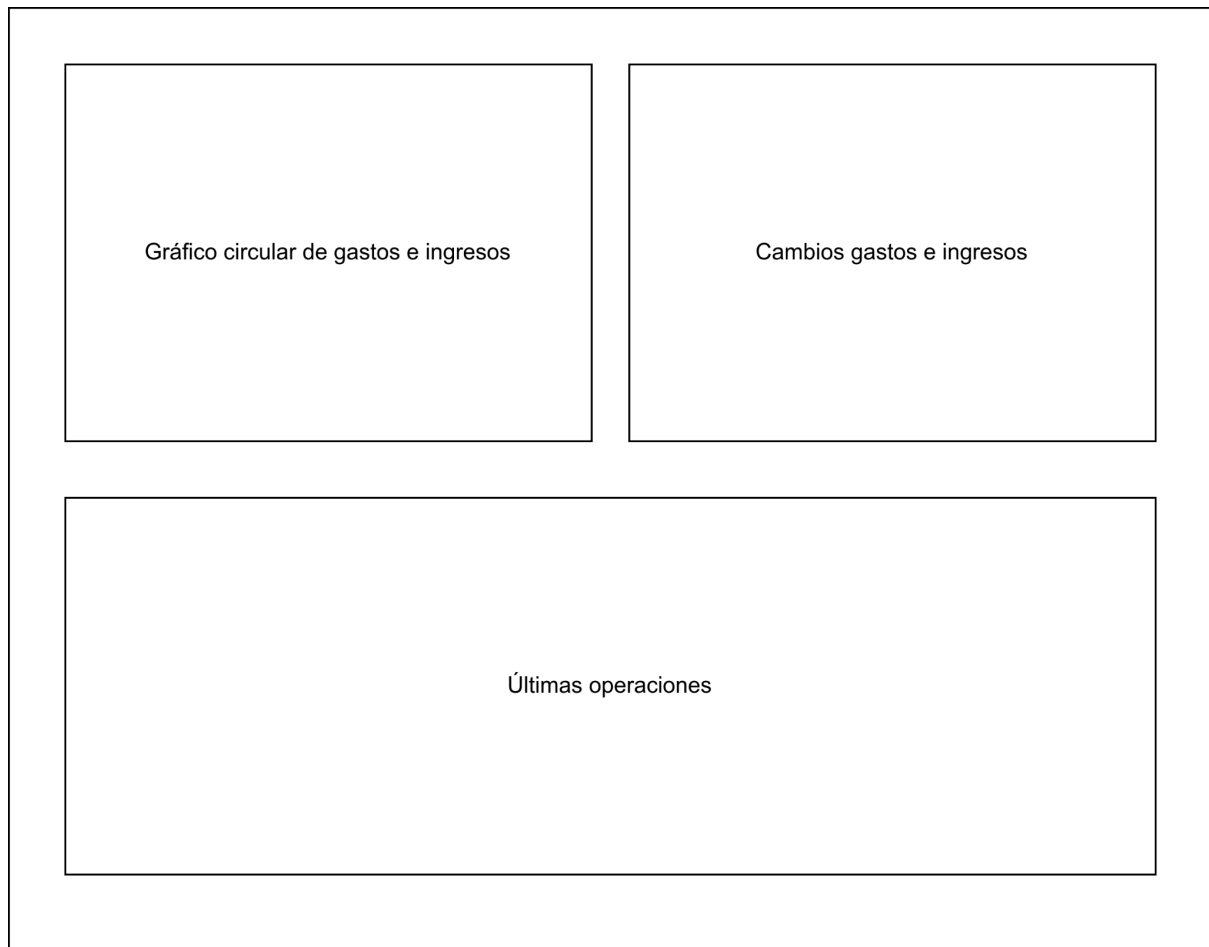 Gráfico circular de gastos e ingresos
Cambios gastos e ingresos
Últimas operaciones